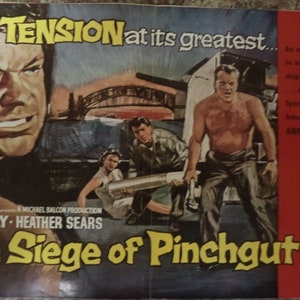 TENSION at its greatest...
A MICHAEL BALCON PRODUCTION
Y · HEATHER SEARS
Siege of Pinchgut